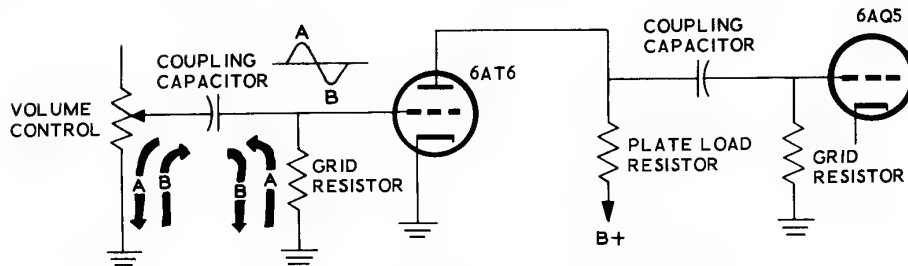 A
COUPLING
CAPACITOR
B
6AT6
COUPLING
CAPACITOR
6AQ5
VOLUME
CONTROL
A
B
B
A
GRID
RESISTOR
PLATE LOAD
RESISTOR
GRID
RESISTOR
B+